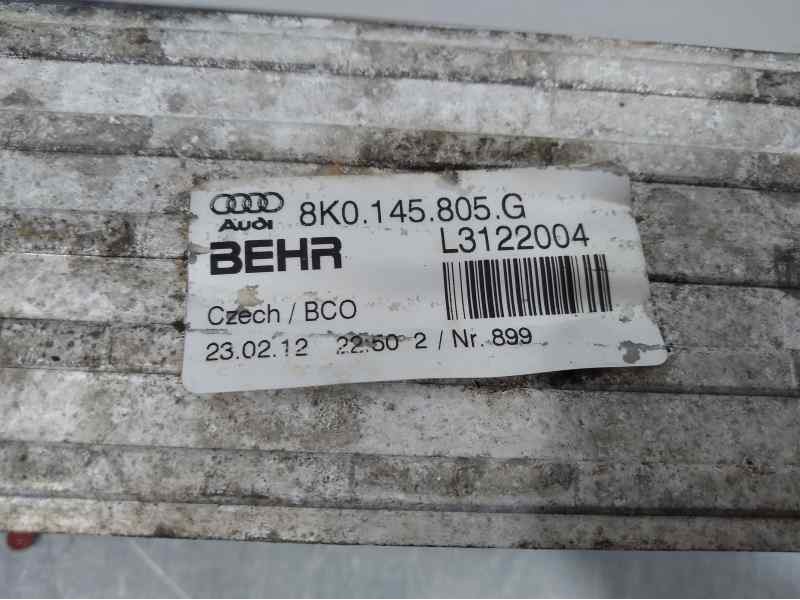 Audi 8K0.145.805.G
BEHR L3122004
Czech / BCO
23.02.12 22:50 2 / Nr. 899